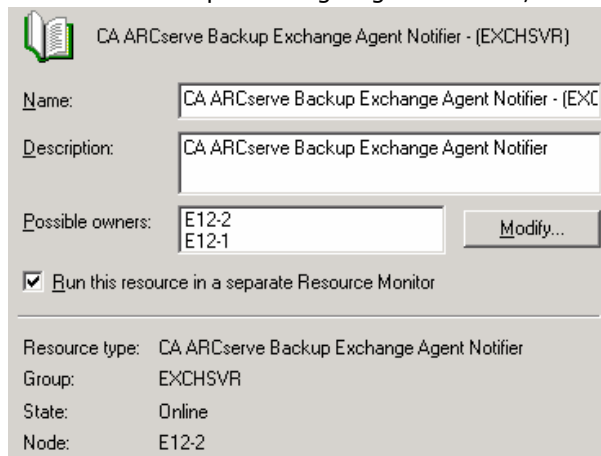 CA ARCserve Backup Exchange Agent Notifier - (EXCHSVR)
Name: CA ARCserve Backup Exchange Agent Notifier - (EXC
Description: CA ARCserve Backup Exchange Agent Notifier
Possible owners: E12-2
E12-1
Modify...
Run this resource in a separate Resource Monitor
Resource type: CA ARCserve Backup Exchange Agent Notifier
Group: EXCHSVR
State: Online
Node: E12-2